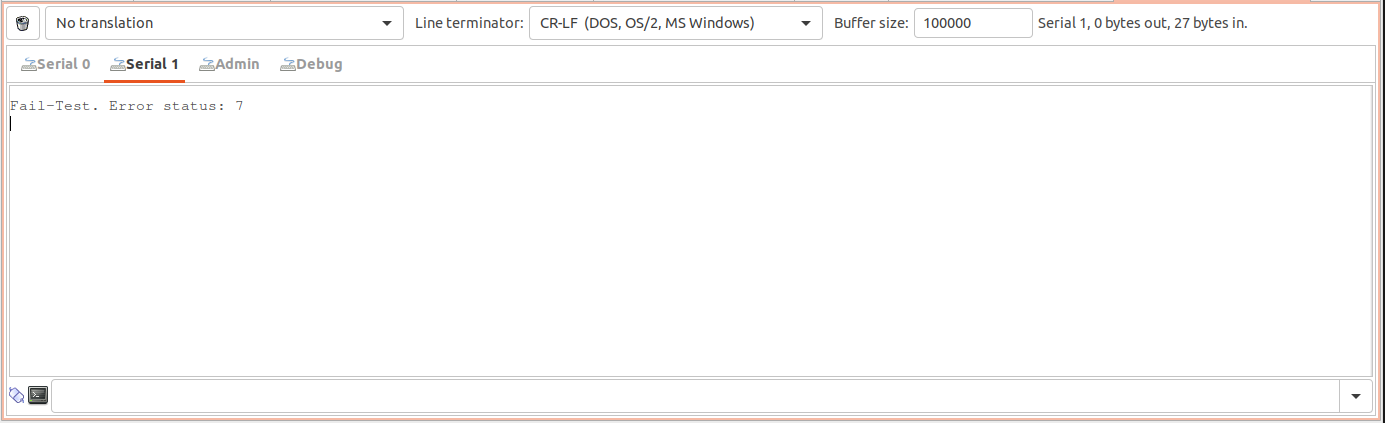 No translation Line terminator: CR-LF (DOS, OS/2, MS Windows) Buffer size: 100000 Serial 1, 0 bytes out, 27 bytes in.
Serial 0 Serial 1 Admin Debug
Fail-Test. Error status: 7